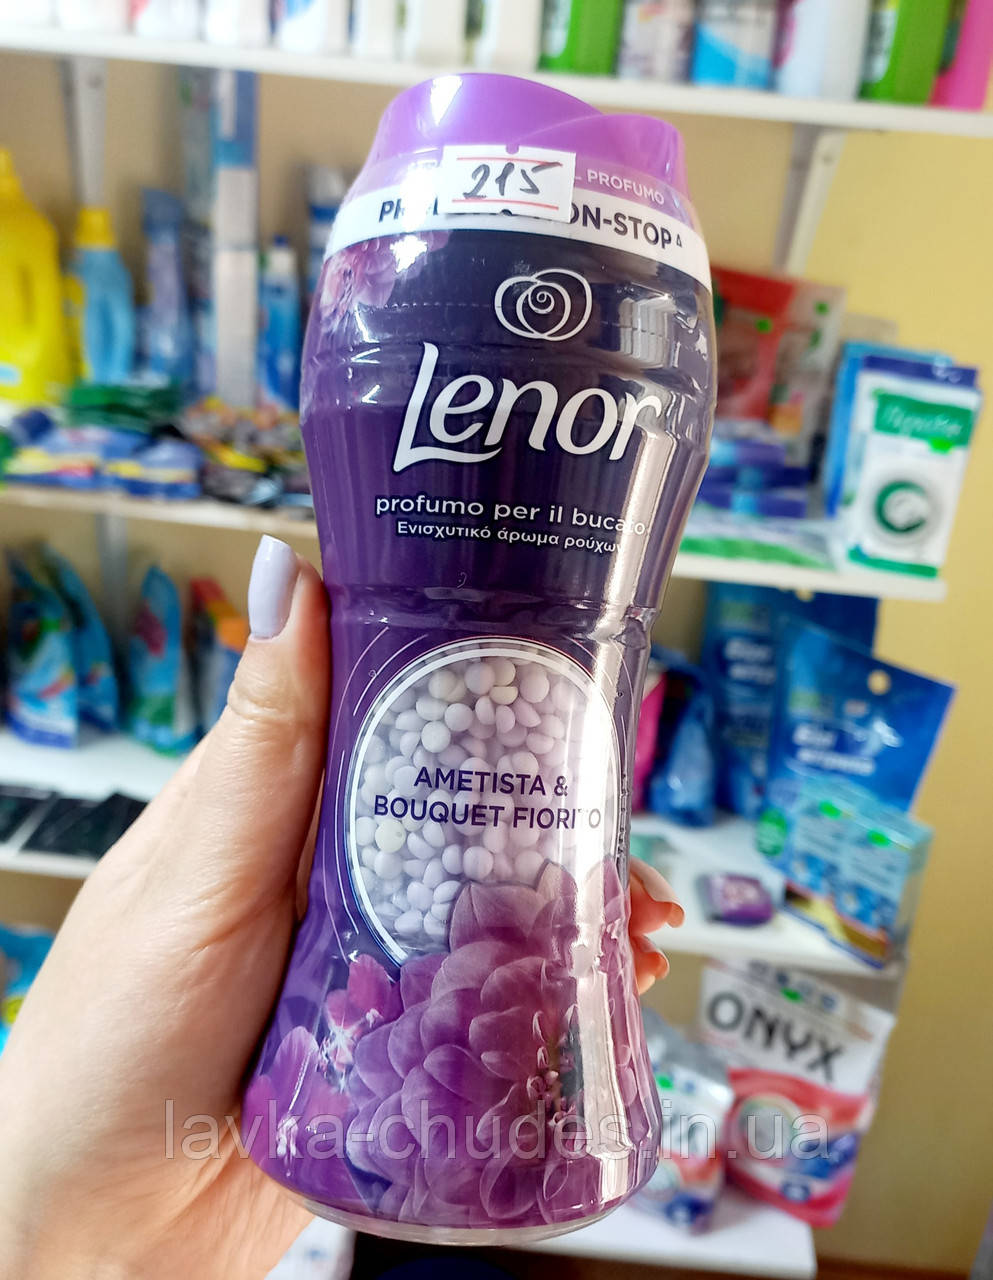 215
L PROFUMO
ON-STOP
Lenor
profumo per il bucato
Ενισχυτικό άρωμα ρούχων
AMETISTA &
BOUQUET FIORITO
ONYX
lavka-chudes.in.ua